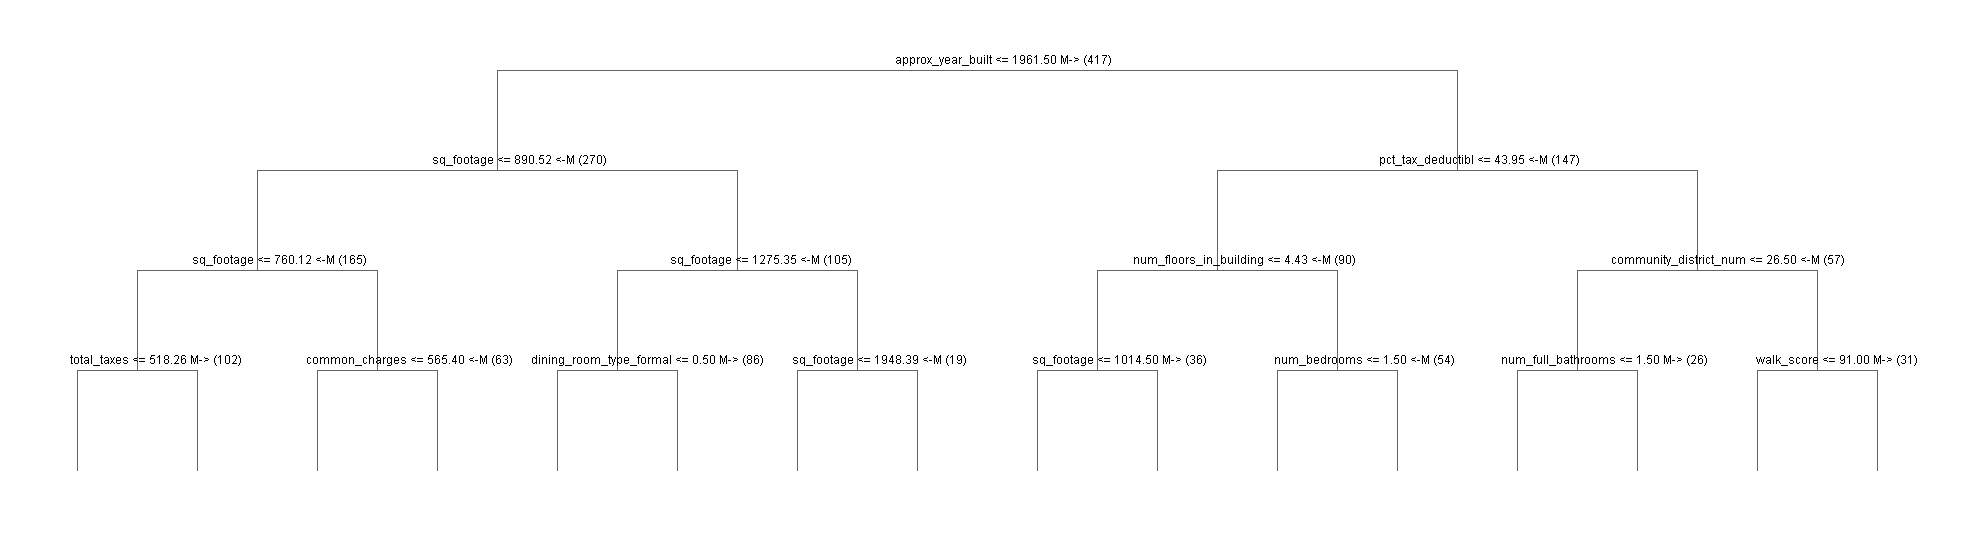 approx_year_built <= 1961.50 M-> (417)
sq_footage <= 890.52 <-M (270)
pct_tax_deductibl <= 43.95 <-M (147)
sq_footage <= 760.12 <-M (165)
sq_footage <= 1275.35 <-M (105)
num_floors_in_building <= 4.43 <-M (90)
community_district_num <= 26.50 <-M (57)
total_taxes <= 518.26 M-> (102)
common_charges <= 565.40 <-M (63)
dining_room_type_formal <= 0.50 M-> (86)
sq_footage <= 1948.39 <-M (19)
sq_footage <= 1014.50 M-> (36)
num_bedrooms <= 1.50 <-M (54)
num_full_bathrooms <= 1.50 M-> (26)
walk_score <= 91.00 M-> (31)